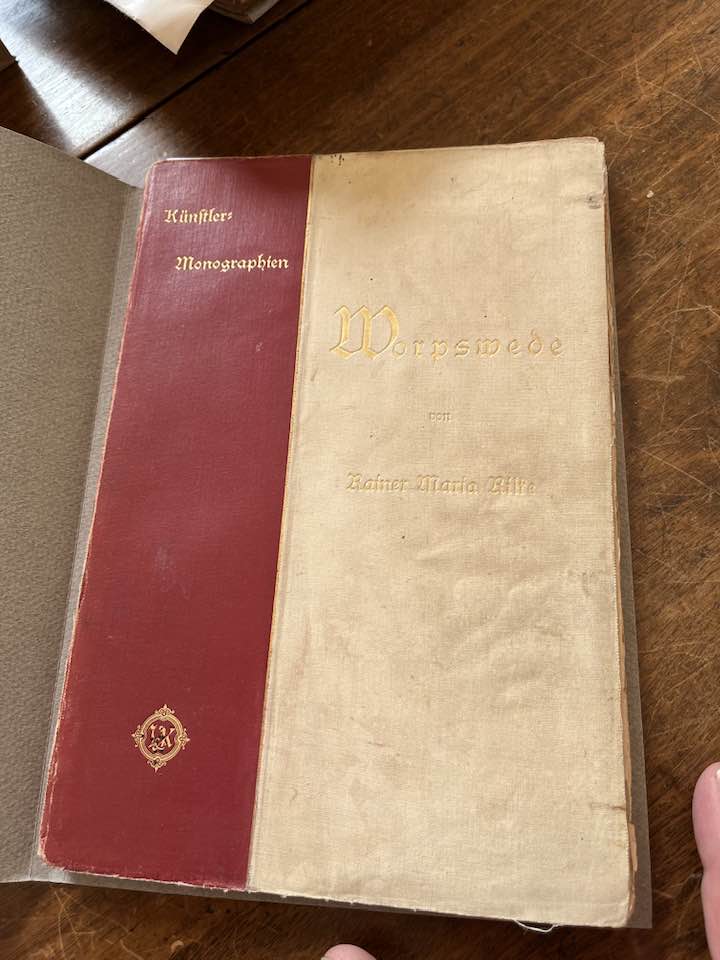 Künstler=
Monographien
Worpswede
von
Rainer Maria Rilke
V&K